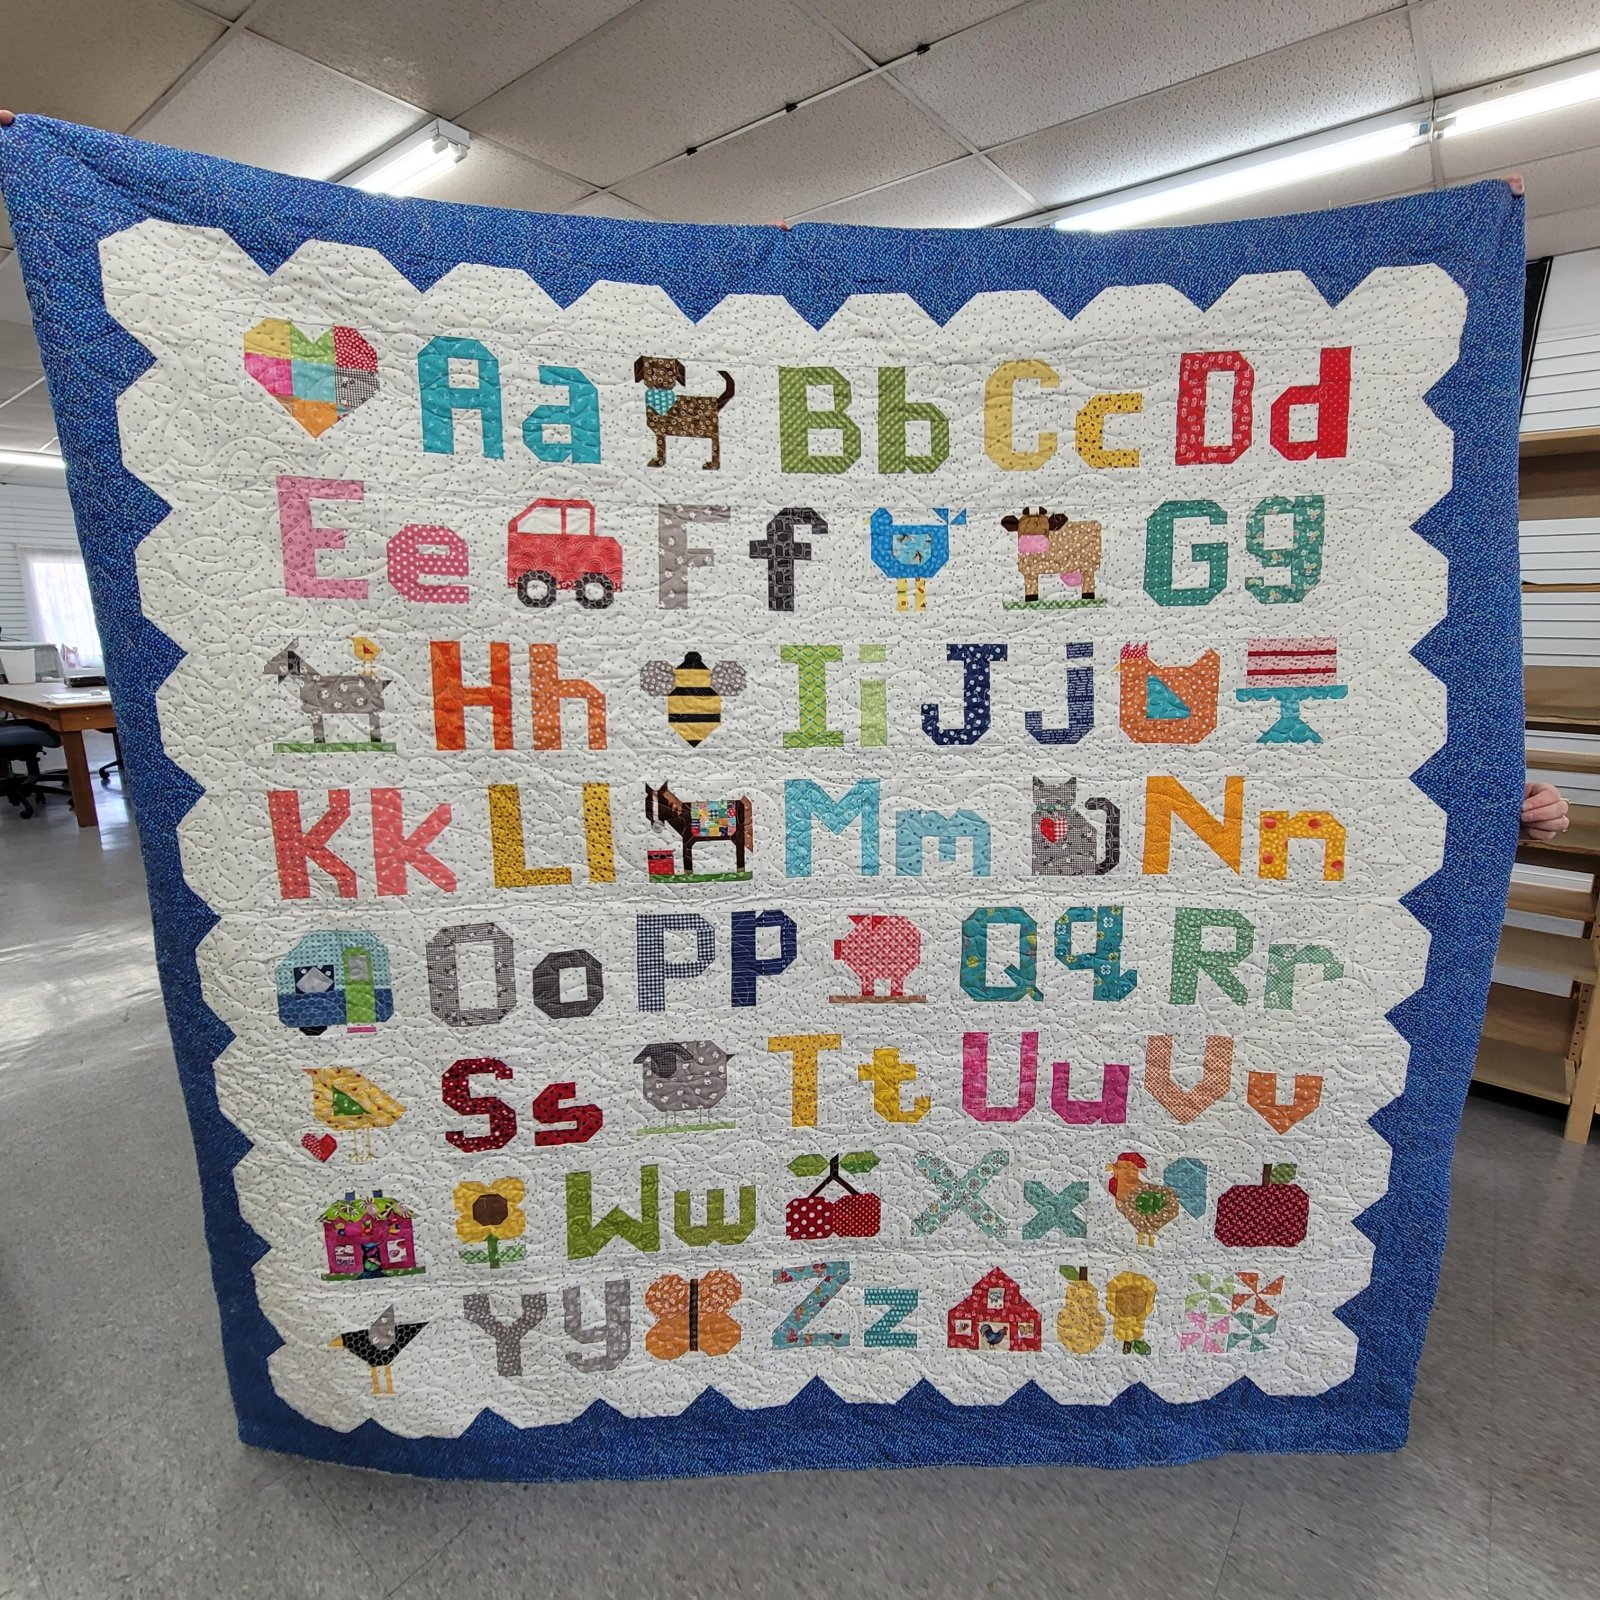 Aa Bb Cc Dd
Ee Ff Gg
Hh Ii Jj
Kk Ll Mm Nn
Oo Pp Qq Rr
Ss Tt Uu Vv
Ww Xx
Yy Zz